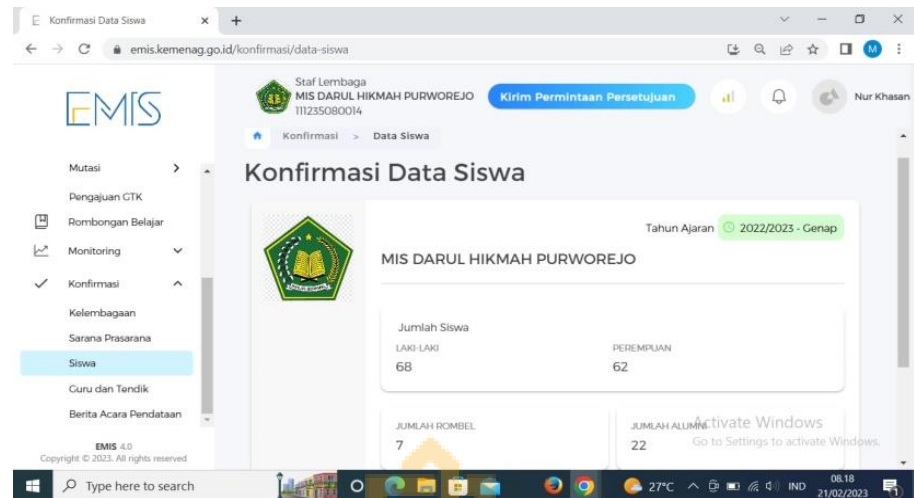 Konfirmasi Data Siswa
emis.kemenag.go.id/konfirmasi/data-siswa
M
EMIS
Staf Lembaga
MIS DARUL HIKMAH PURWOREJO
111235080014
Kirim Permintaan Persetujuan
Nur Khasan
Konfirmasi > Data Siswa
Mutasi
Pengajuan GTK
Rombongan Belajar
Monitoring
Konfirmasi
Kelembagaan
Sarana Prasarana
Siswa
Guru dan Tendik
Berita Acara Pendataan
EMIS 4.0
Copyright © 2023. All rights reserved
Konfirmasi Data Siswa
Tahun Ajaran 2022/2023 - Genap
MIS DARUL HIKMAH PURWOREJO
Jumlah Siswa
LAKI-LAKI
68
PEREMPUAN
62
JUMLAH ROMBEL
7
JUMLAH ALUMNI
22
Activate Windows
Go to Settings to activate Windows.
Type here to search
27°C
IND
08.18
21/02/2023